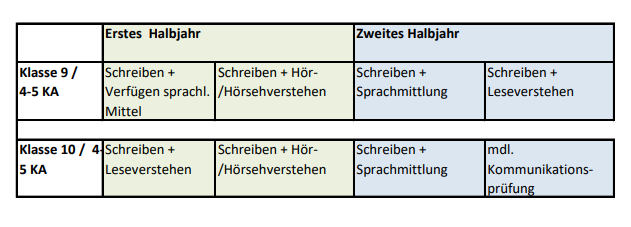 Erstes  Halbjahr
Zweites Halbjahr
Klasse 9 /
4-5 KA
Schreiben +
Verfügen sprachl.
Mittel
Schreiben + Hör-
/Hörsehverstehen
Schreiben +
Sprachmittlung
Schreiben +
Leseverstehen
Klasse 10 /  4-
5 KA
Schreiben +
Leseverstehen
Schreiben + Hör-
/Hörsehverstehen
Schreiben +
Sprachmittlung
mdl.
Kommunikations-
prüfung